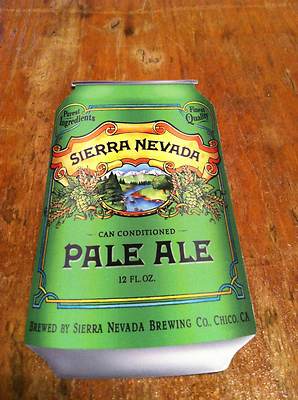 Purest
Ingredients
Finest
Quality
SIERRA NEVADA
CAN CONDITIONED
PALE ALE
12 FL. OZ.
BREWED BY SIERRA NEVADA BREWING CO., CHICO, CA